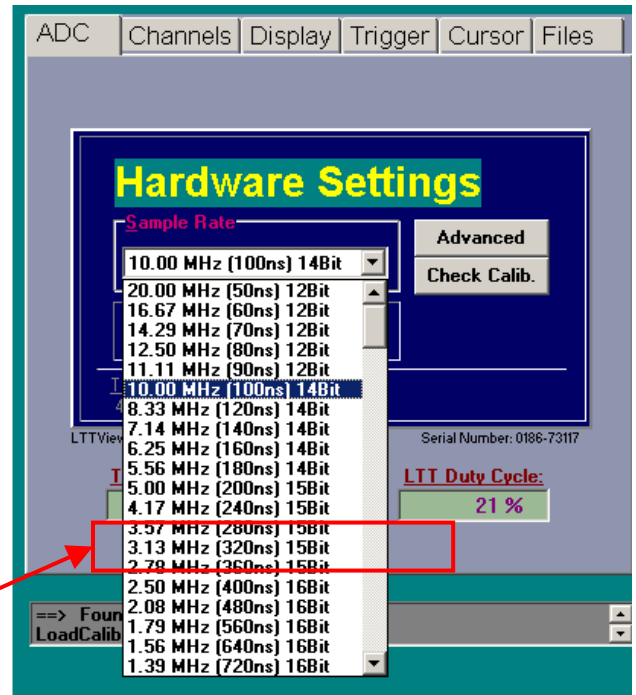 ADC Channels Display Trigger Cursor Files
Hardware Settings
Sample Rate
10.00 MHz (100ns) 14Bit
Advanced
Check Calib.
20.00 MHz (50ns) 12Bit
16.67 MHz (60ns) 12Bit
14.29 MHz (70ns) 12Bit
12.50 MHz (80ns) 12Bit
11.11 MHz (90ns) 12Bit
10.00 MHz (100ns) 14Bit
8.33 MHz (120ns) 14Bit
7.14 MHz (140ns) 14Bit
6.25 MHz (160ns) 14Bit
5.56 MHz (180ns) 14Bit
5.00 MHz (200ns) 15Bit
4.17 MHz (240ns) 15Bit
3.57 MHz (280ns) 15Bit
3.13 MHz (320ns) 15Bit
2.78 MHz (360ns) 15Bit
2.50 MHz (400ns) 16Bit
2.08 MHz (480ns) 16Bit
1.79 MHz (560ns) 16Bit
1.56 MHz (640ns) 16Bit
1.39 MHz (720ns) 16Bit
LTTView
Serial Number: 0186-73117
LTT Duty Cycle:
21 %
==> Foun
LoadCalib